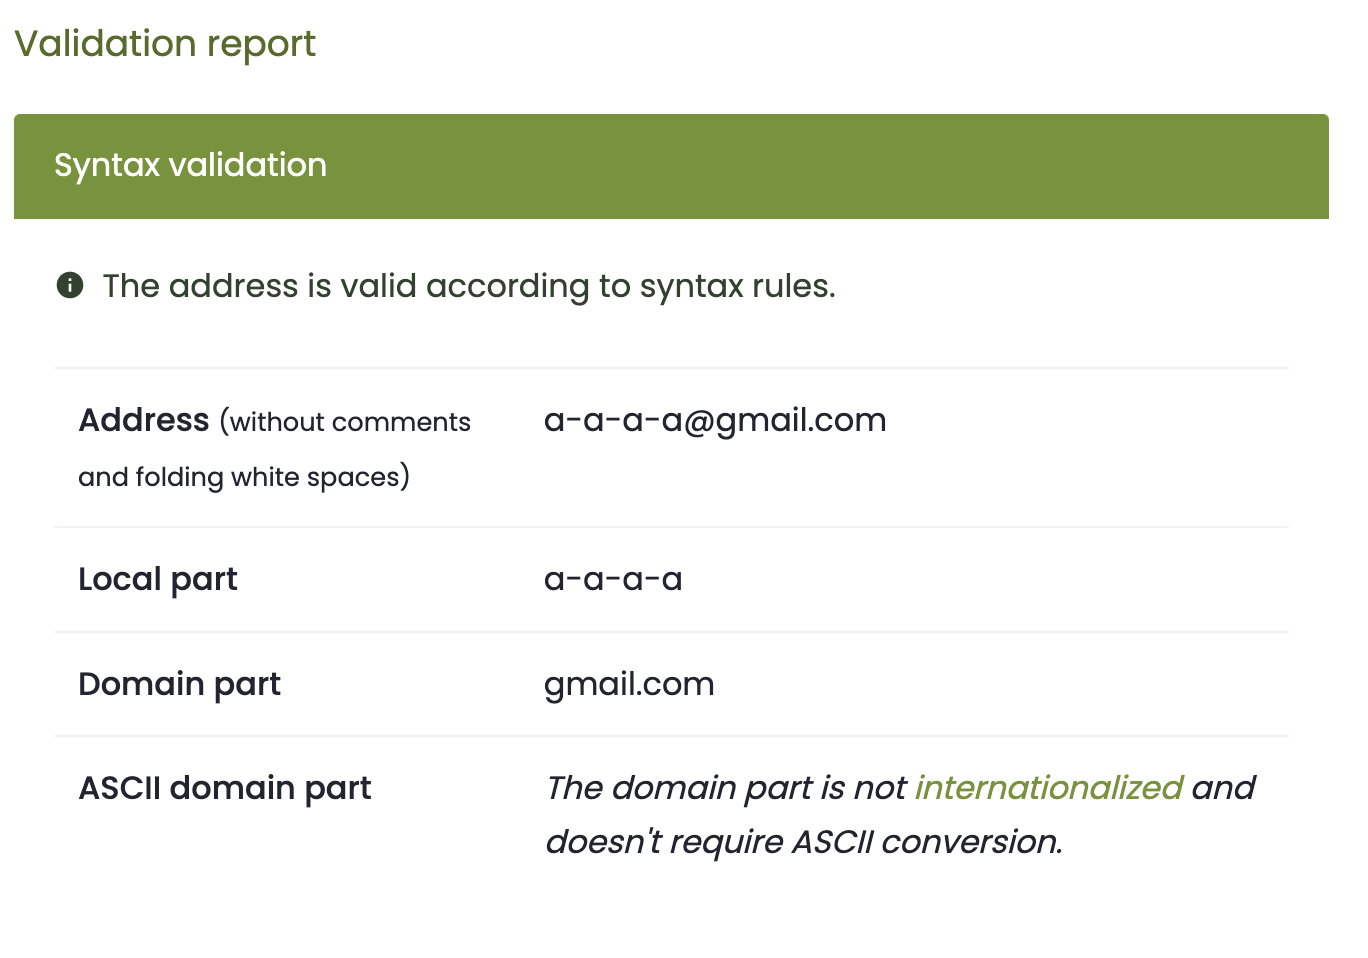 Validation report
Syntax validation
The address is valid according to syntax rules.
Address (without comments and folding white spaces)
a-a-a-a@gmail.com
Local part
a-a-a-a
Domain part
gmail.com
ASCII domain part
The domain part is not internationalized and
doesn't require ASCII conversion.